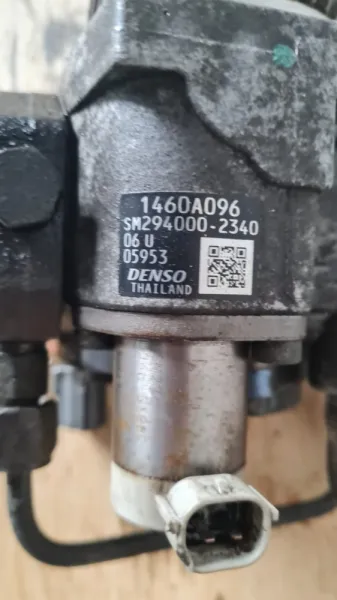 1460A096
SM294000-2340
06 U
05953
DENSO
THAILAND